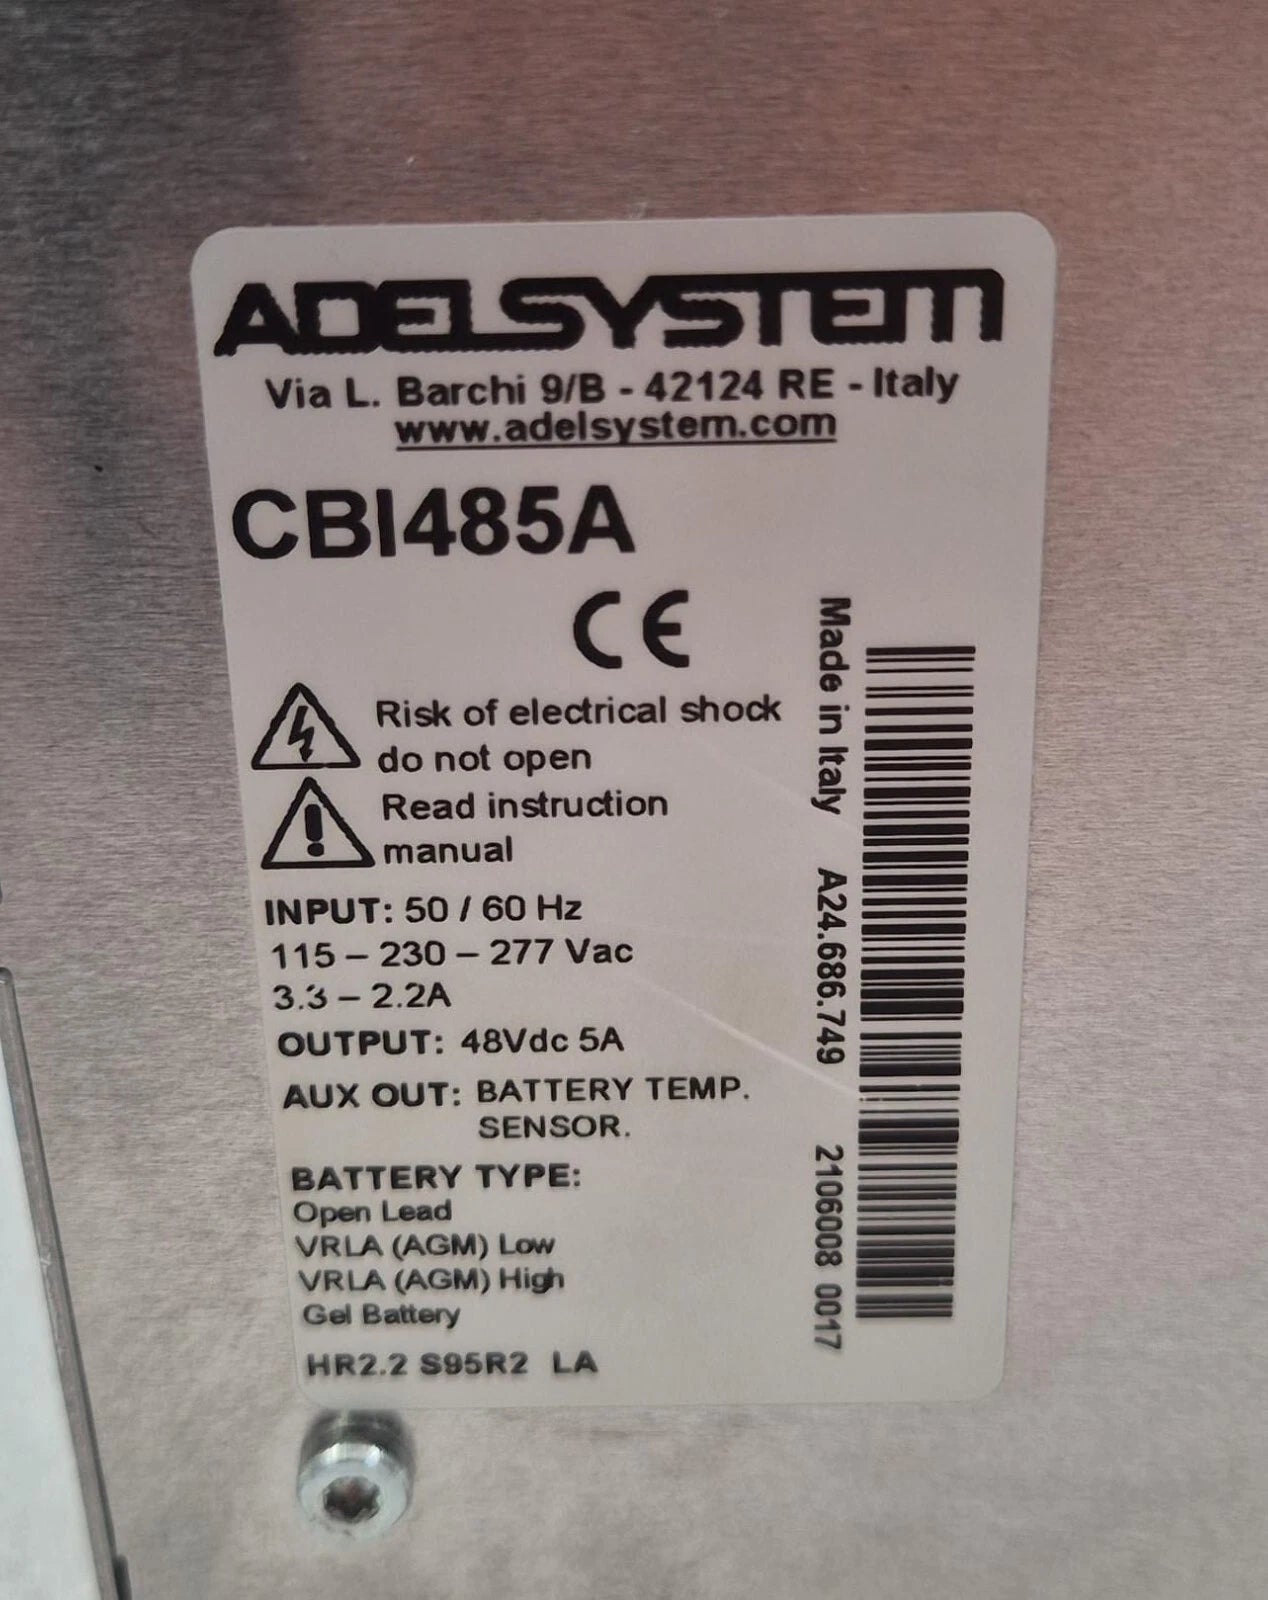 ADELSYSTEM
Via L. Barchi 9/B - 42124 RE - Italy
www.adelsystem.com
CBI485A
CE
Risk of electrical shock
do not open
Read instruction
manual
INPUT: 50 / 60 Hz
115 – 230 – 277 Vac
3.3 – 2.2A
OUTPUT: 48Vdc 5A
AUX OUT: BATTERY TEMP.
SENSOR.
BATTERY TYPE:
Open Lead
VRLA (AGM) Low
VRLA (AGM) High
Gel Battery
HR2.2 S95R2 LA
Made in Italy A24.686.749 2106008 0017